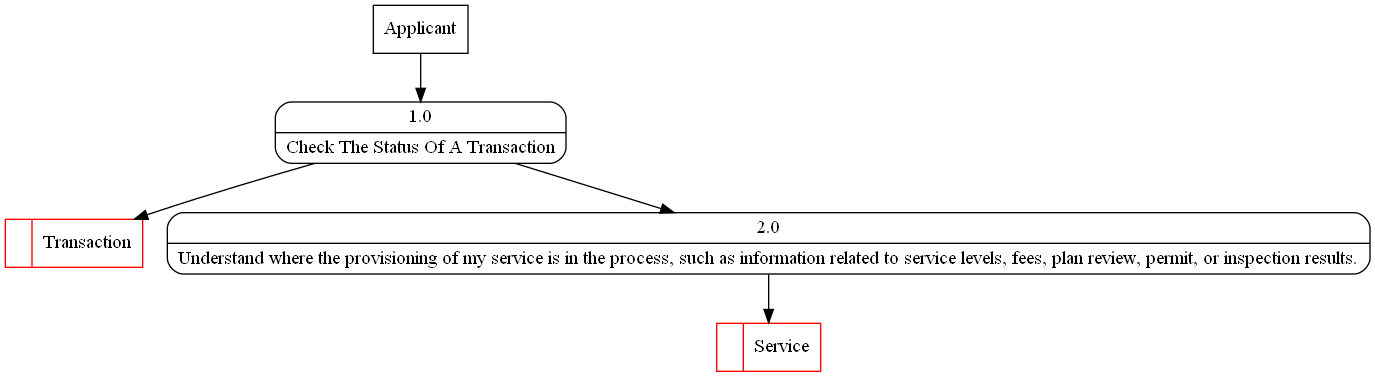 Applicant
1.0
Check The Status Of A Transaction
Transaction
2.0
Understand where the provisioning of my service is in the process, such as information related to service levels, fees, plan review, permit, or inspection results.
Service